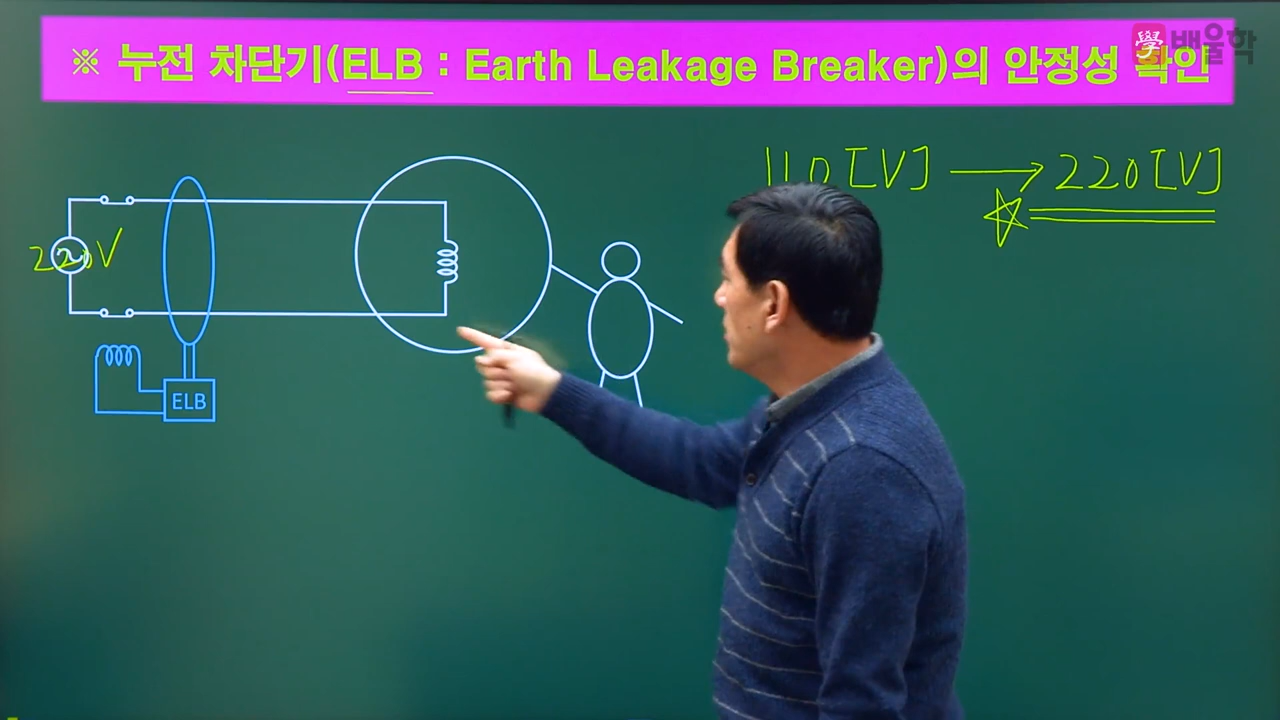 ※ 누전 차단기(ELB : Earth Leakage Breaker)의 안정성 확인
學 배울학
110[V] → 220[V]
220V
ELB